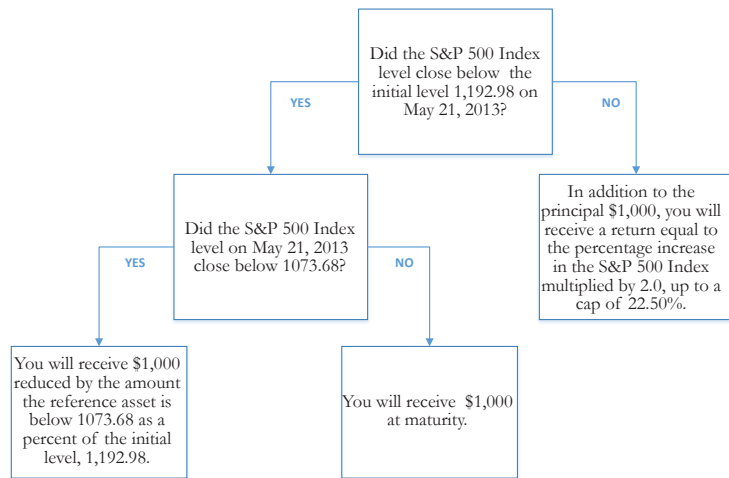 Did the S&P 500 Index
level close below the
initial level 1,192.98 on
May 21, 2013?
YES
NO
Did the S&P 500 Index
level on May 21, 2013
close below 1073.68?
In addition to the
principal $1,000, you will
receive a return equal to
the percentage increase
in the S&P 500 Index
multiplied by 2.0, up to a
cap of 22.50%.
YES
NO
You will receive $1,000
reduced by the amount
the reference asset is
below 1073.68 as a
percent of the initial
level, 1,192.98.
You will receive $1,000
at maturity.